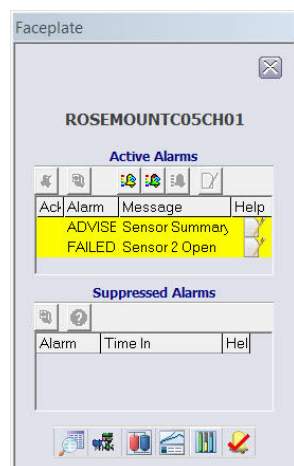 Faceplate
ROSEMOUNTC05CH01
Active Alarms
Ack Alarm Message Help
ADVISE Sensor Summary
FAILED Sensor 2 Open
Suppressed Alarms
Alarm Time In Hel